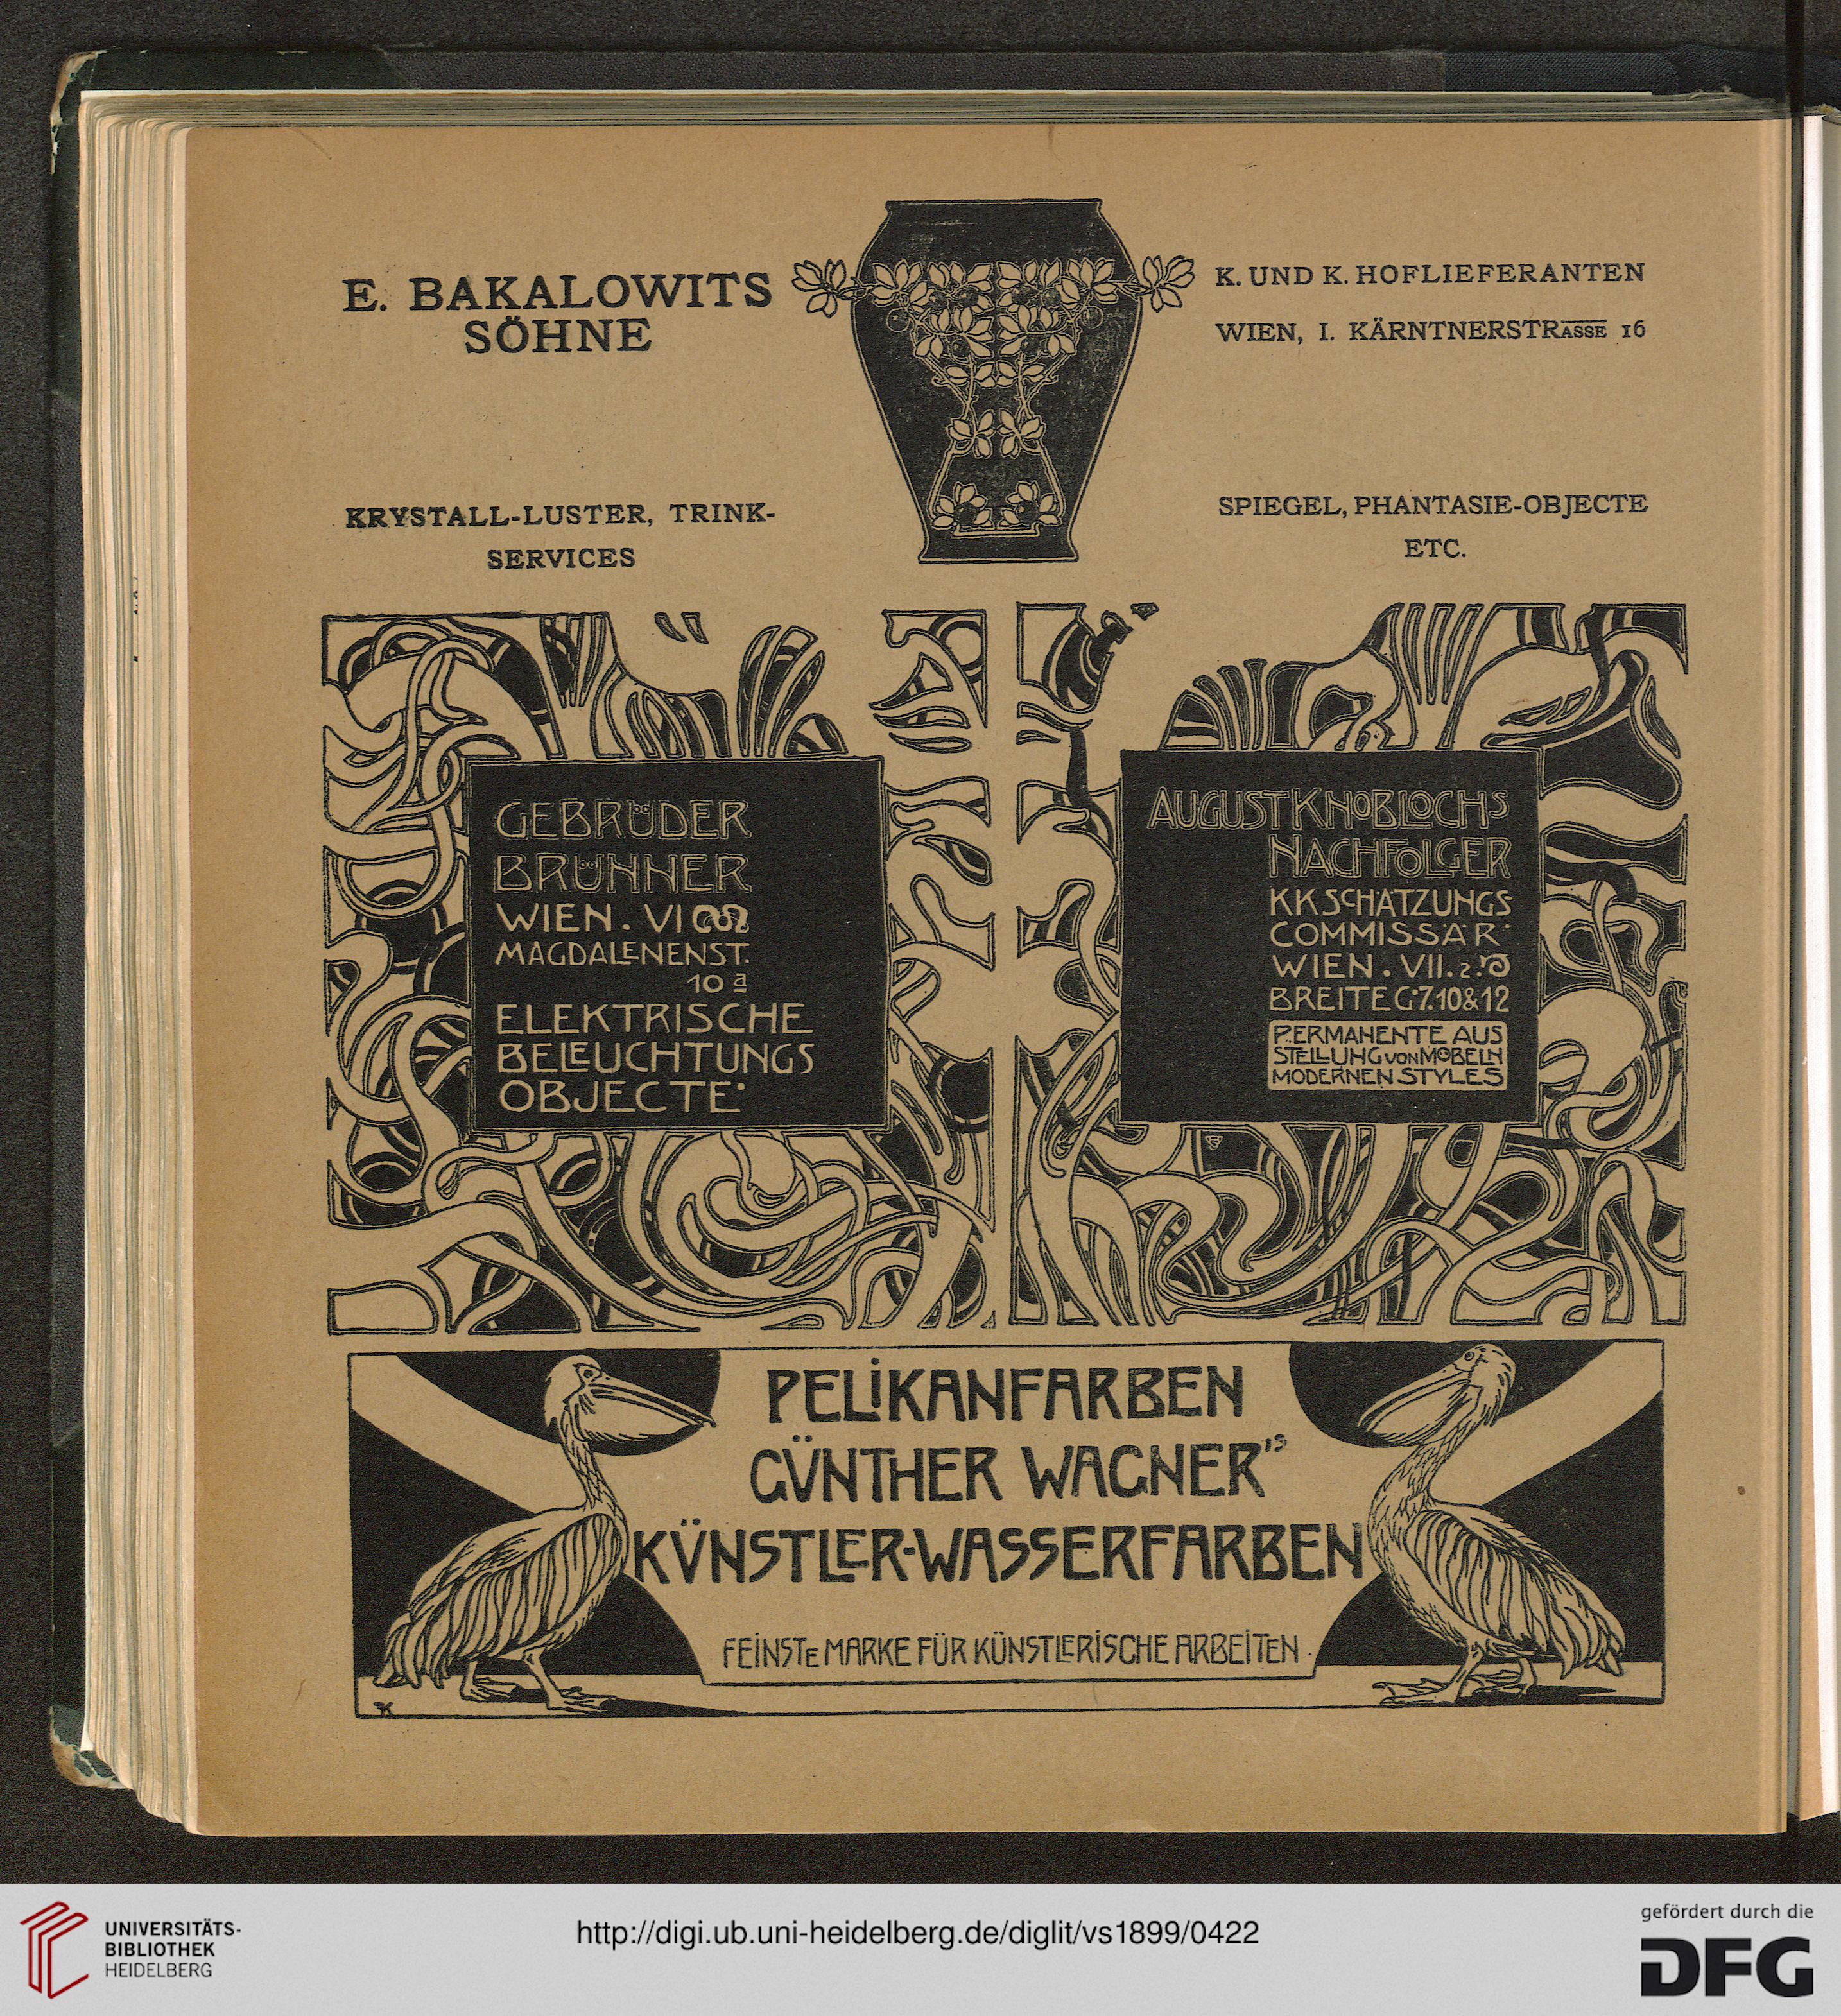 E. BAKALOWITS
SÖHNE
K. UND K. HOFLIEFERANTEN
WIEN, I. KÄRNTNERSTRASSE 16
KRYSTALL-LUSTER, TRINK-
SERVICES
SPIEGEL, PHANTASIE-OBJECTE
ETC.
GEBRÜDER
BRÜNNER
WIEN. VI
MAGDALENENST.
10 a
ELEKTRISCHE
BELEUCHTUNGS
OBJECTE
AUGUST KNOBLOCHS
NACHFOLGER
KK SCHÄTZUNGS
COMMISSÄR
WIEN. VII. 2.
BREITE G. 7. 10 & 12
PERMANENTE AUS
STELLUNG VON MÖBELN
MODERNEN STYLES
PELIKANFARBEN
GÜNTHER WAGNER'S
KÜNSTLER-WASSERFARBEN
FEINSTE MARKE FÜR KÜNSTLERISCHE ARBEITEN.
UNIVERSITÄTS-
BIBLIOTHEK
HEIDELBERG
http://digi.ub.uni-heidelberg.de/diglit/vs1899/0422
gefördert durch die
DFG